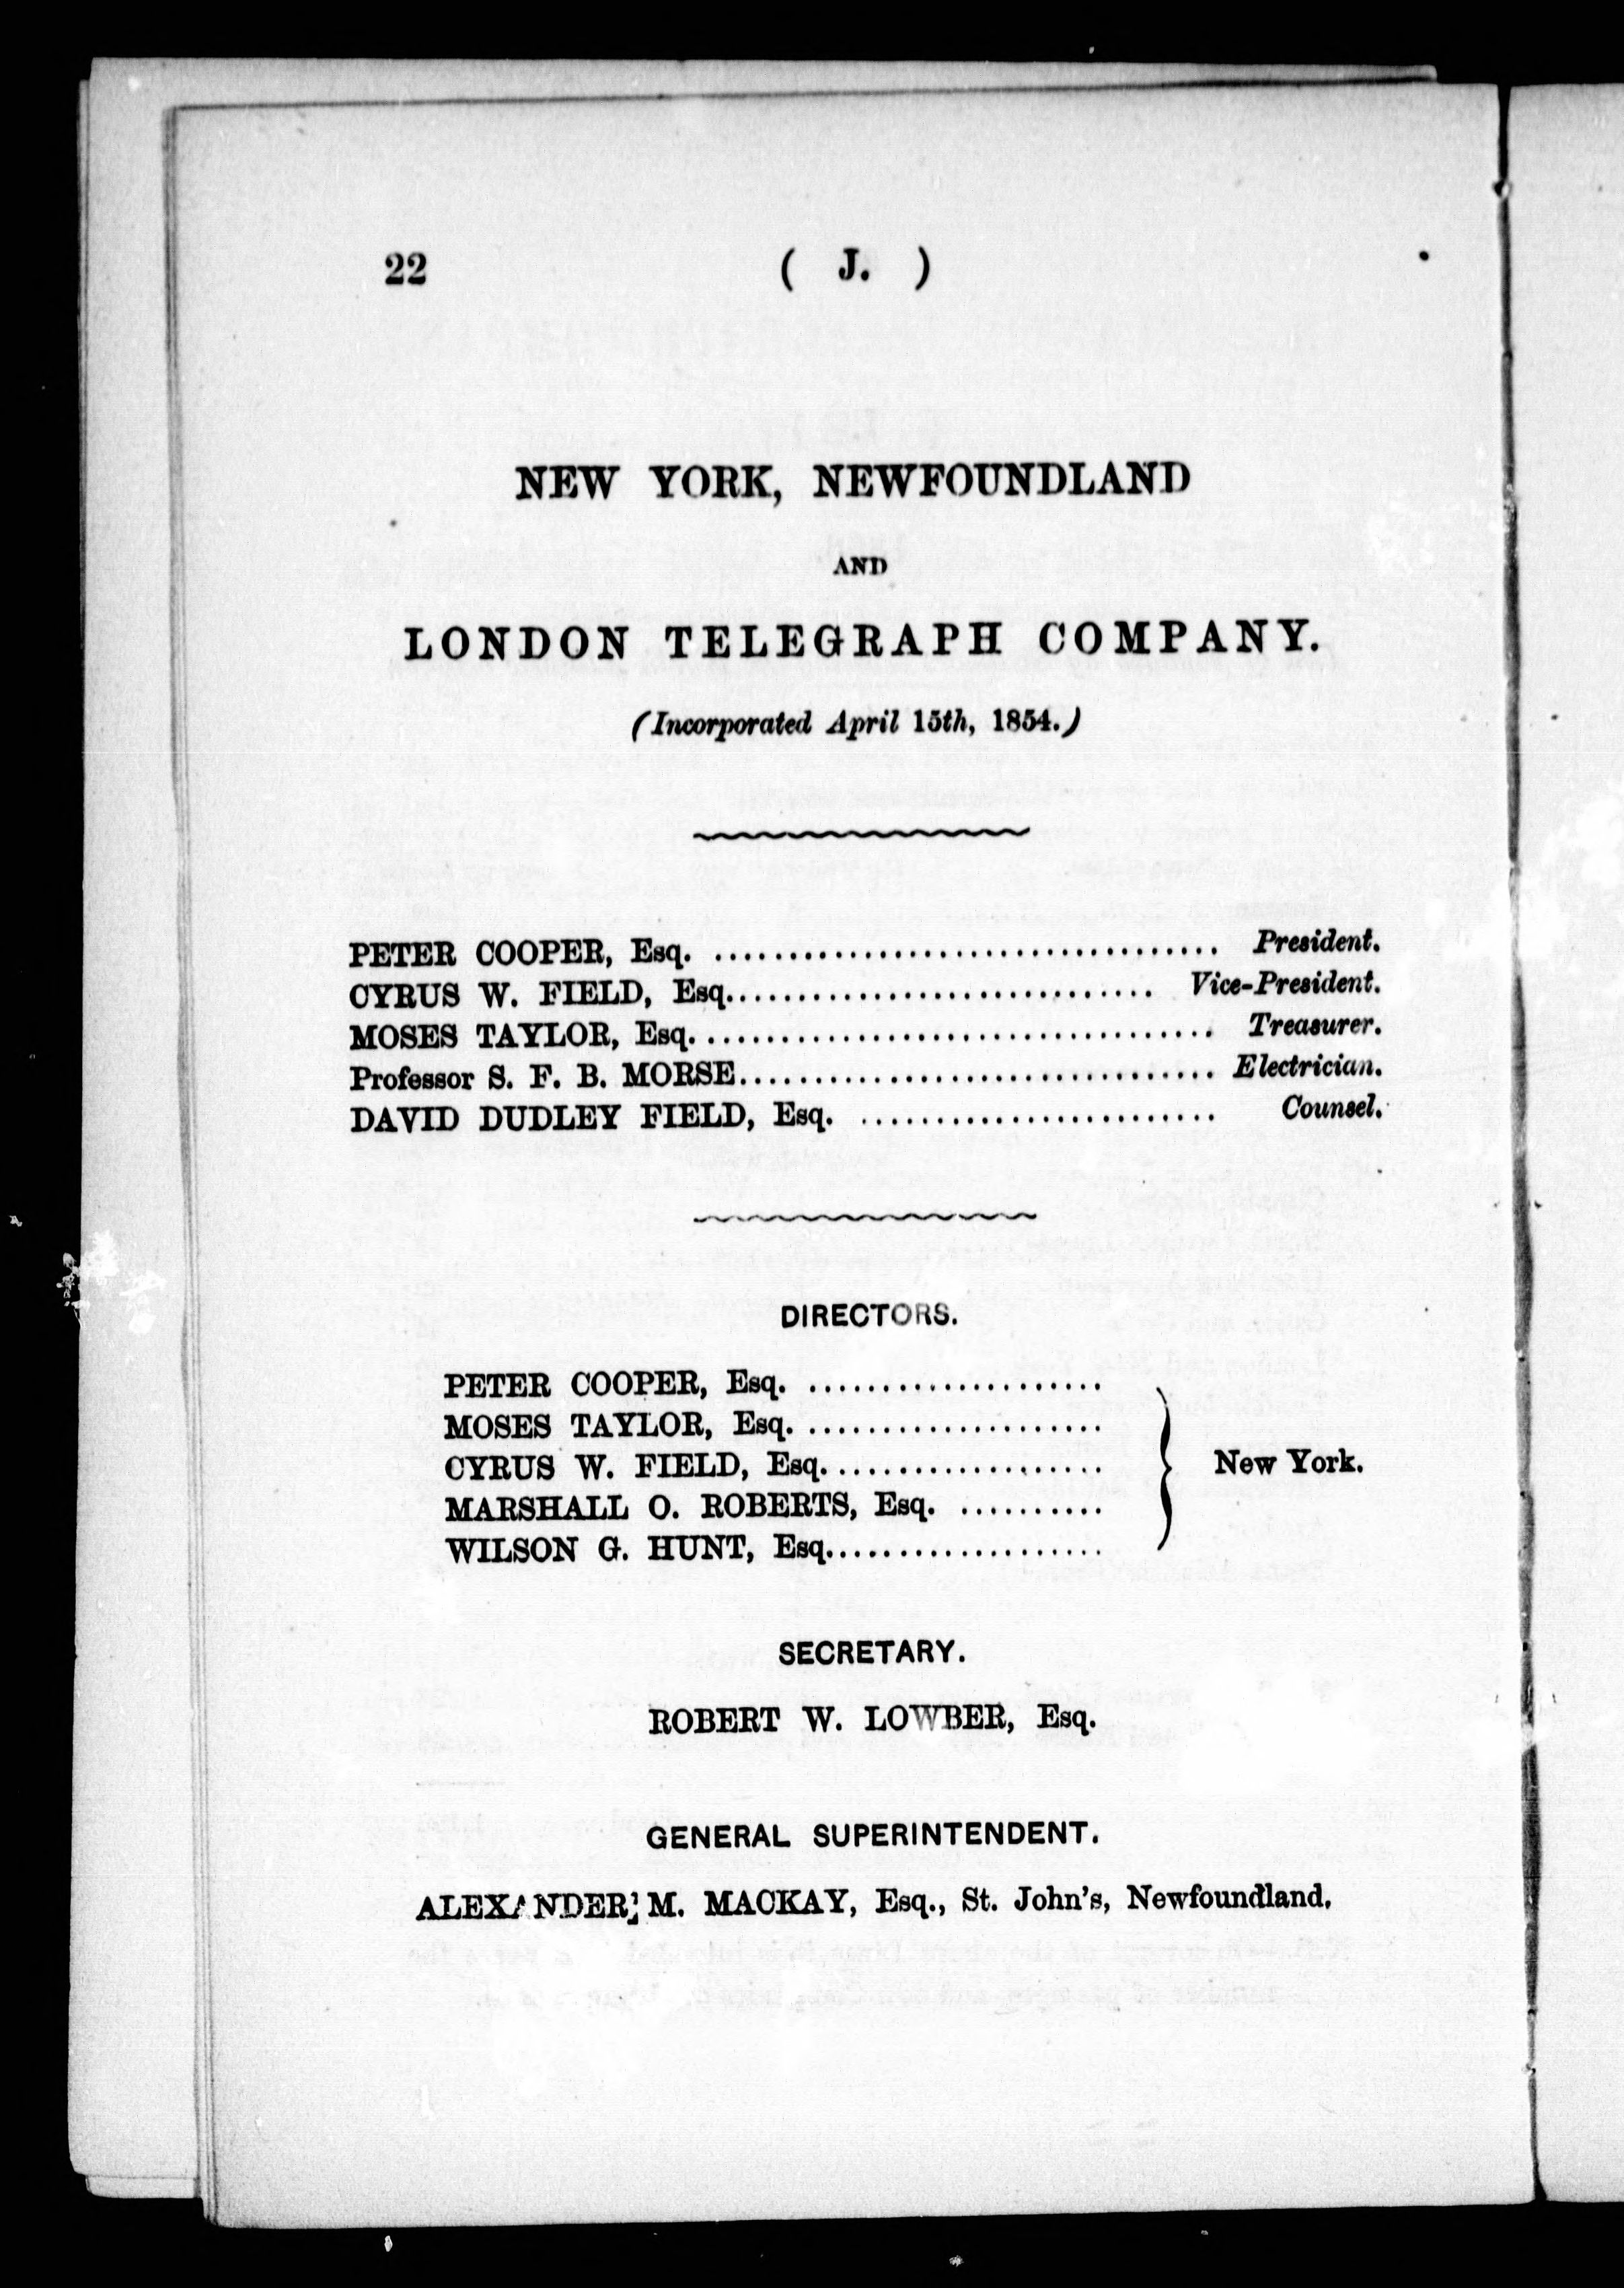 22 ( J. )
NEW YORK, NEWFOUNDLAND
AND
LONDON TELEGRAPH COMPANY.
(Incorporated April 15th, 1854.)
PETER COOPER, Esq. .................................. President.
CYRUS W. FIELD, Esq............................. Vice-President.
MOSES TAYLOR, Esq. .................................. Treasurer.
Professor S. F. B. MORSE................................ Electrician.
DAVID DUDLEY FIELD, Esq. ........................ Counsel.
DIRECTORS.
PETER COOPER, Esq. ....................
MOSES TAYLOR, Esq. ....................
CYRUS W. FIELD, Esq. ................... New York.
MARSHALL O. ROBERTS, Esq. ..........
WILSON G. HUNT, Esq...................
SECRETARY.
ROBERT W. LOWBER, Esq.
GENERAL SUPERINTENDENT.
ALEXANDER M. MACKAY, Esq., St. John's, Newfoundland.